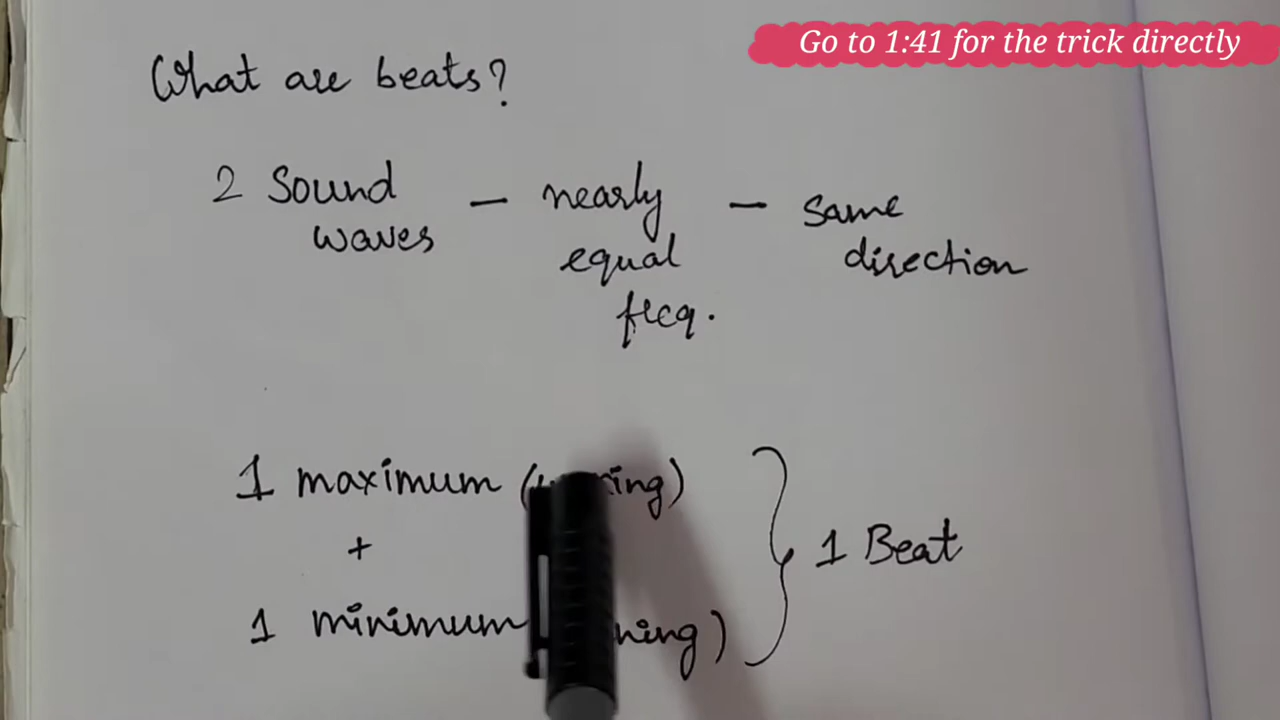 Go to 1:41 for the trick directly
What are beats?
2 Sound waves - nearly equal freq. - same direction
1 maximum
+
1 minimum
1 Beat